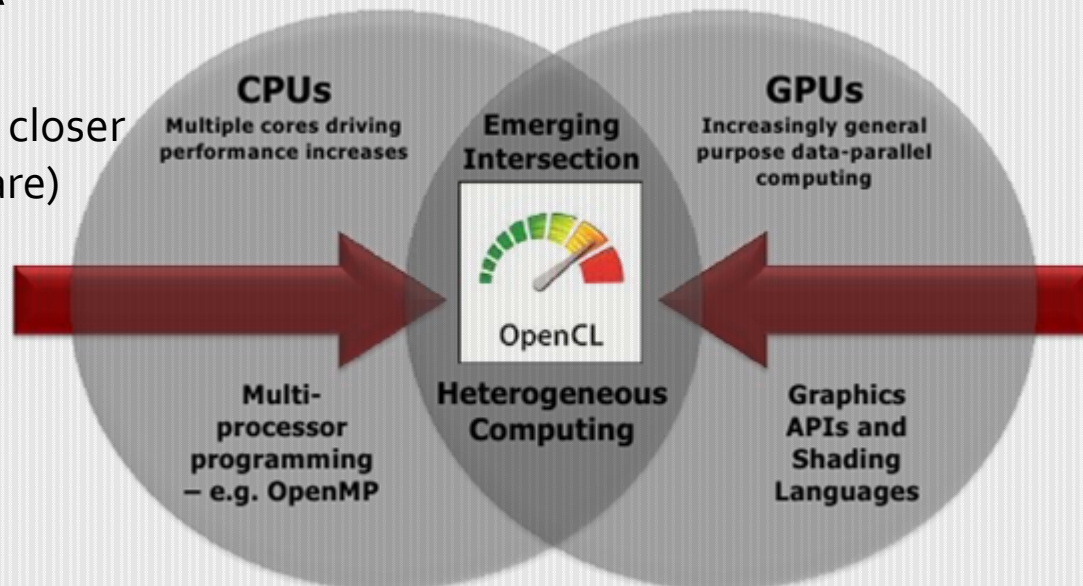 closer
are)
CPUs
Multiple cores driving
performance increases
Emerging
Intersection
GPUs
Increasingly general
purpose data-parallel
computing
OpenCL
Multi-
processor
programming
– e.g. OpenMP
Heterogeneous
Computing
Graphics
APIs and
Shading
Languages